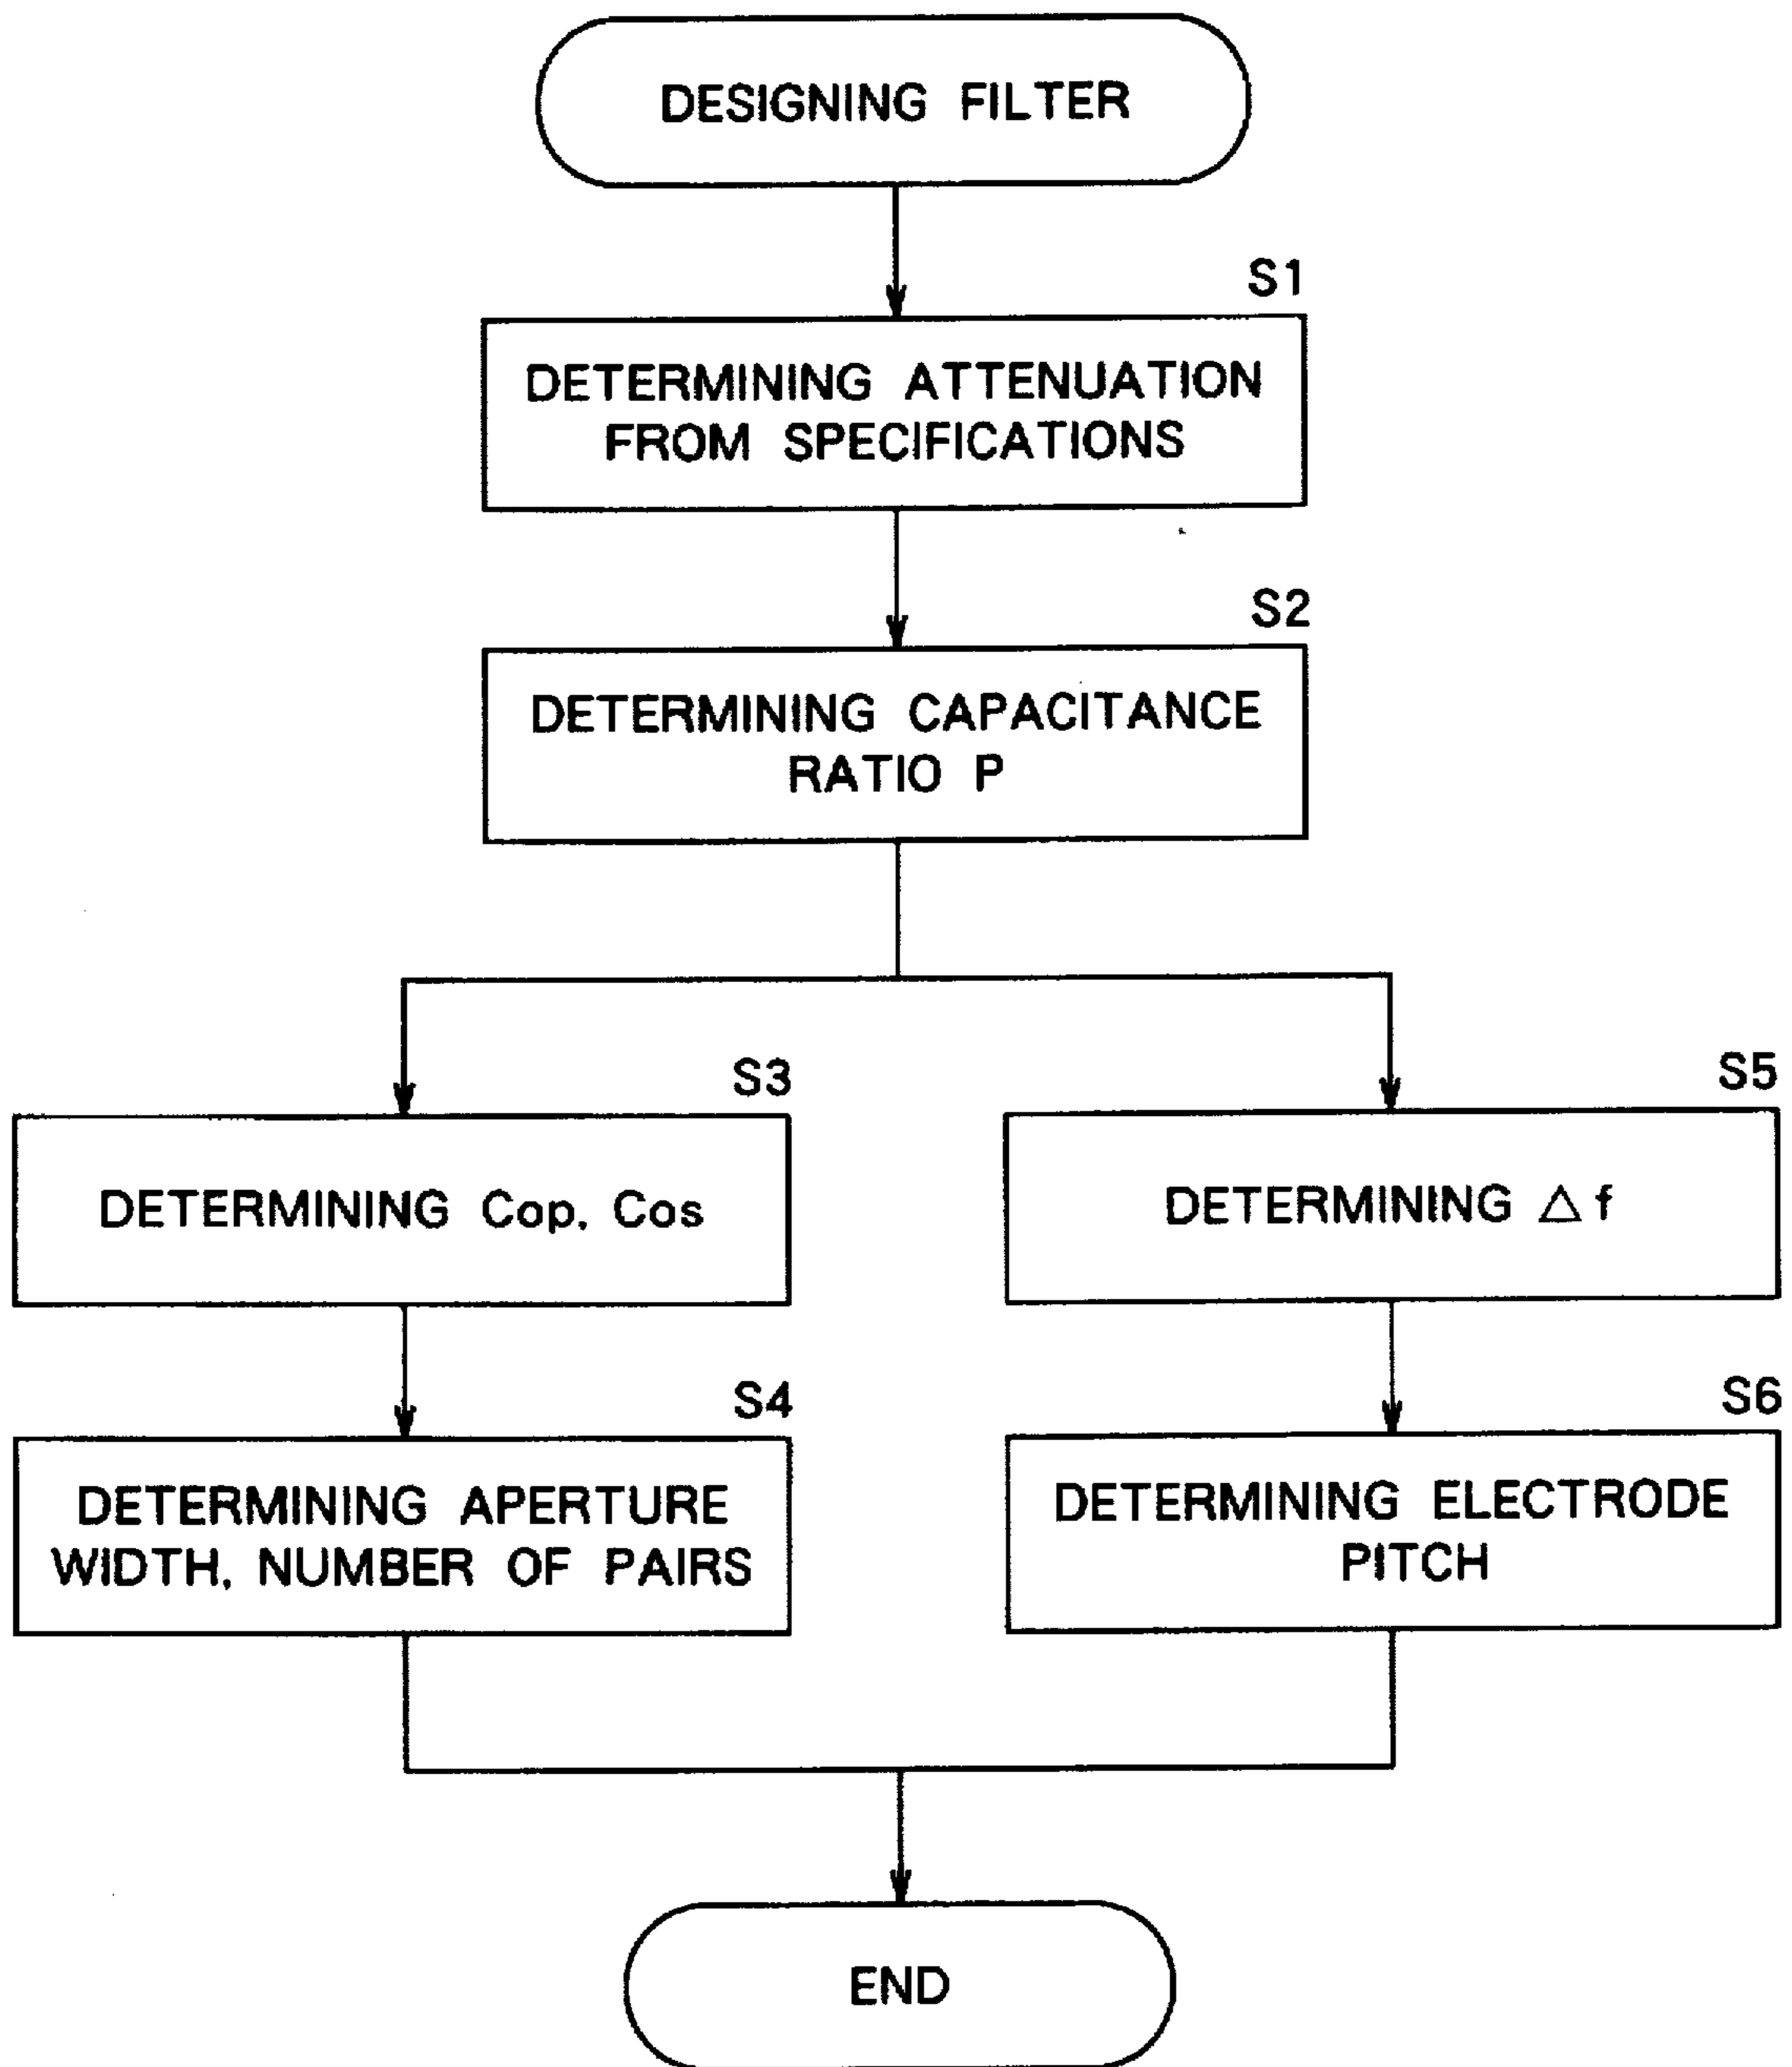 DESIGNING FILTER
S1
DETERMINING ATTENUATION
FROM SPECIFICATIONS
S2
DETERMINING CAPACITANCE
RATIO P
S3
DETERMINING Cop, Cos
S4
DETERMINING APERTURE
WIDTH, NUMBER OF PAIRS
S5
DETERMINING △f
S6
DETERMINING ELECTRODE
PITCH
END